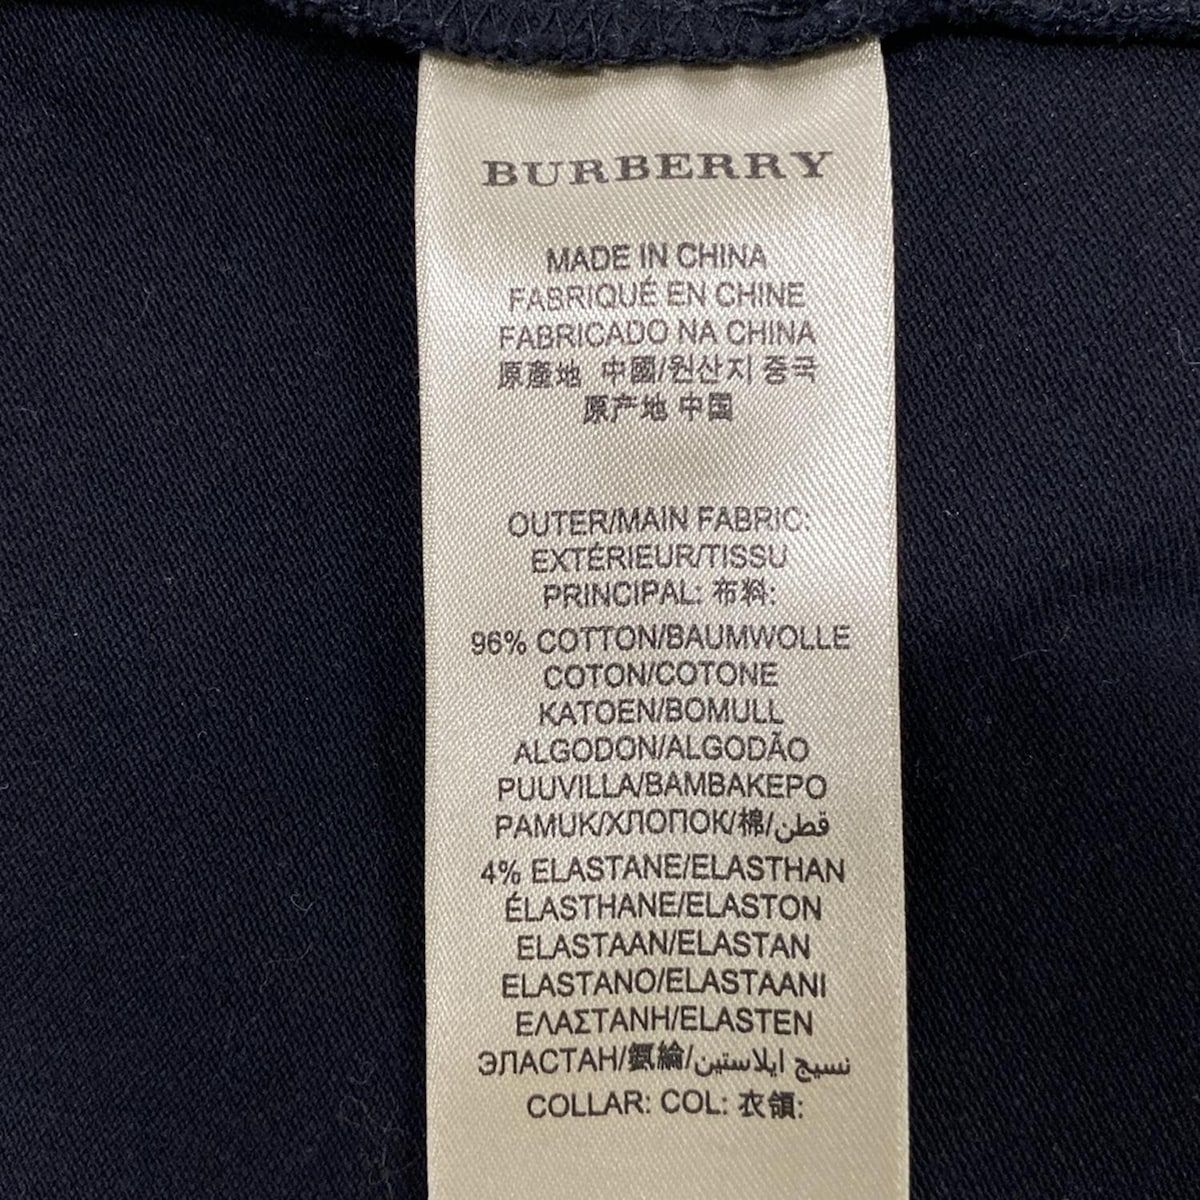 BURBERRY
MADE IN CHINA
FABRIQUÉ EN CHINE
FABRICADO NA CHINA
原產地 中國/원산지 중국
原产地 中国
OUTER/MAIN FABRIC:
EXTÉRIEUR/TISSU
PRINCIPAL: 布料:
96% COTTON/BAUMWOLLE
COTON/COTONE
KATOEN/BOMULL
ALGODON/ALGODÃO
PUUVILLA/BAMBAKEPO
PAMUK/ХЛОПОК/棉/قطن
4% ELASTANE/ELASTHAN
ÉLASTHANE/ELASTON
ELASTAAN/ELASTAN
ELASTANO/ELASTAANI
ΕΛΑΣΤΑΝΗ/ELASTEN
ЭЛАСТАН/氨綸/نسيج ايلاستين
COLLAR: COL: 衣領: